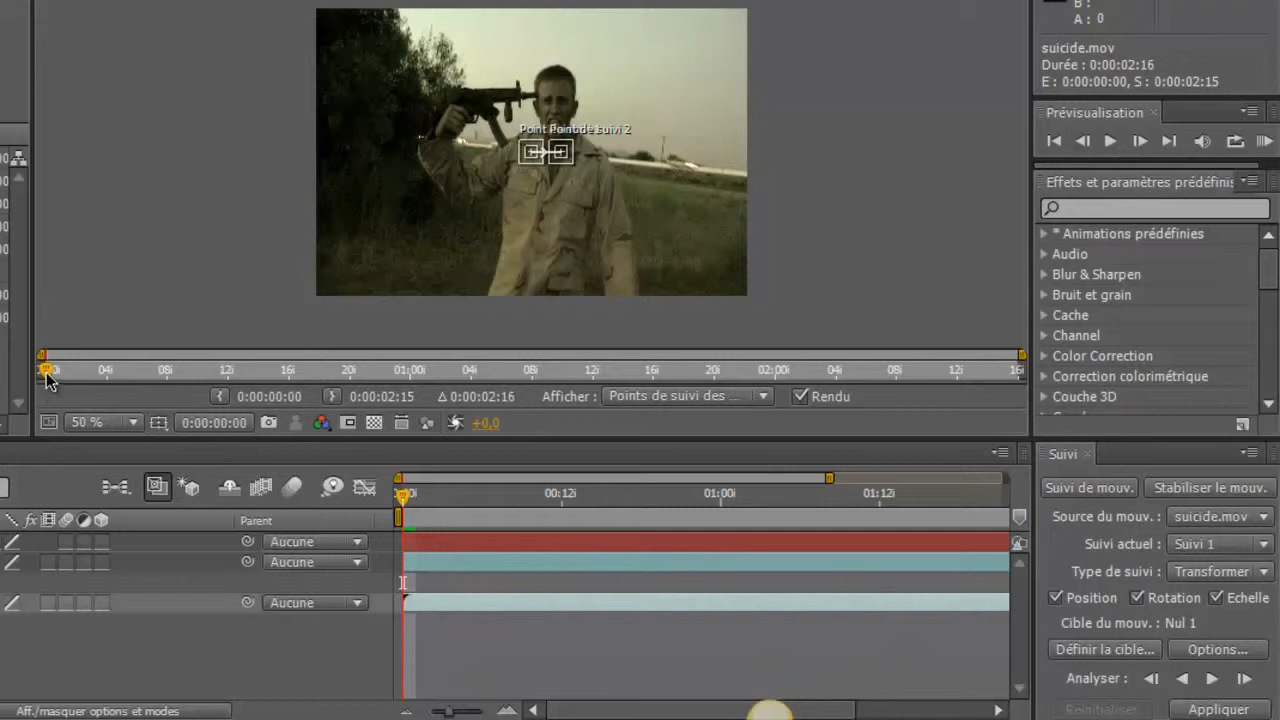 B :
A : 0
suicide.mov
Durée : 0:00:02:16
E : 0:00:00:00, S : 0:00:02:15
Prévisualisation
Effets et paramètres prédéfinis
* Animations prédéfinies
Audio
Blur & Sharpen
Bruit et grain
Cache
Channel
Color Correction
Correction colorimétrique
Couche 3D
04i 08i 12i 16i 20i 01:00i 04i 08i 12i 16i 20i 02:00i 04i 08i 12i 16i
0:00:00:00 0:00:02:15 Δ 0:00:02:16 Afficher : Points de suivi des ... Rendu
50 % 0:00:00:00 +0,0
00:12i 01:00i 01:12i
fx Parent
Aucune
Aucune
Aucune
Aff./masquer options et modes
Suivi
Suivi de mouv. Stabiliser le mouv.
Source du mouv. : suicide.mov
Suivi actuel : Suivi 1
Type de suivi : Transformer
Position Rotation Echelle
Cible du mouv. : Nul 1
Définir la cible... Options...
Analyser :
Réinitialiser Appliquer